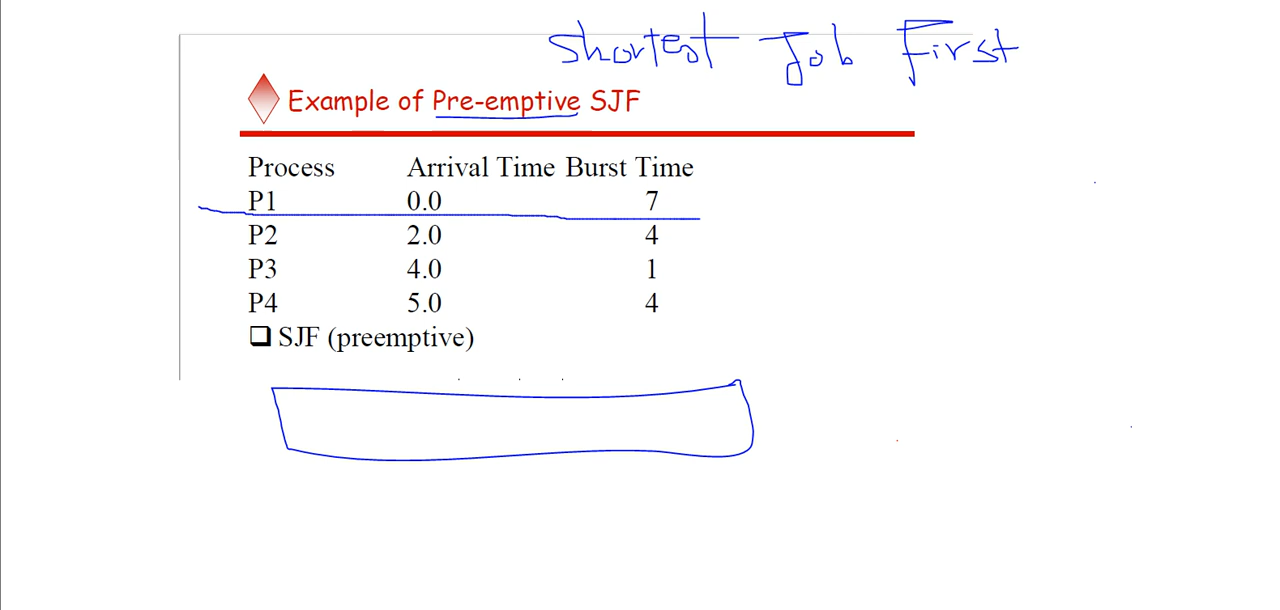 Shortest Job First
Example of Pre-emptive SJF
Process Arrival Time Burst Time
P1 0.0 7
P2 2.0 4
P3 4.0 1
P4 5.0 4
❑ SJF (preemptive)